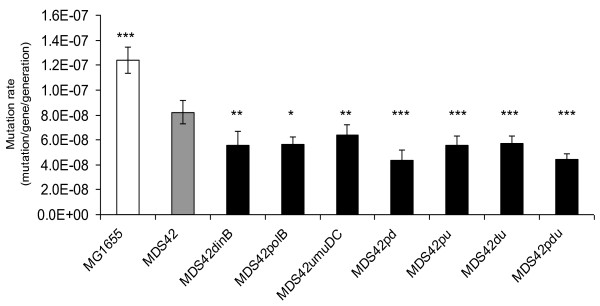 Mutation rate
(mutation/gene/generation)
1.6E-07
1.4E-07
1.2E-07
1.0E-07
8.0E-08
6.0E-08
4.0E-08
2.0E-08
0.0E+00
***
**
*
**
***
***
***
***
MG1655
MDS42
MDS42dinB
MDS42polB
MDS42umuDC
MDS42pd
MDS42pu
MDS42du
MDS42pdu